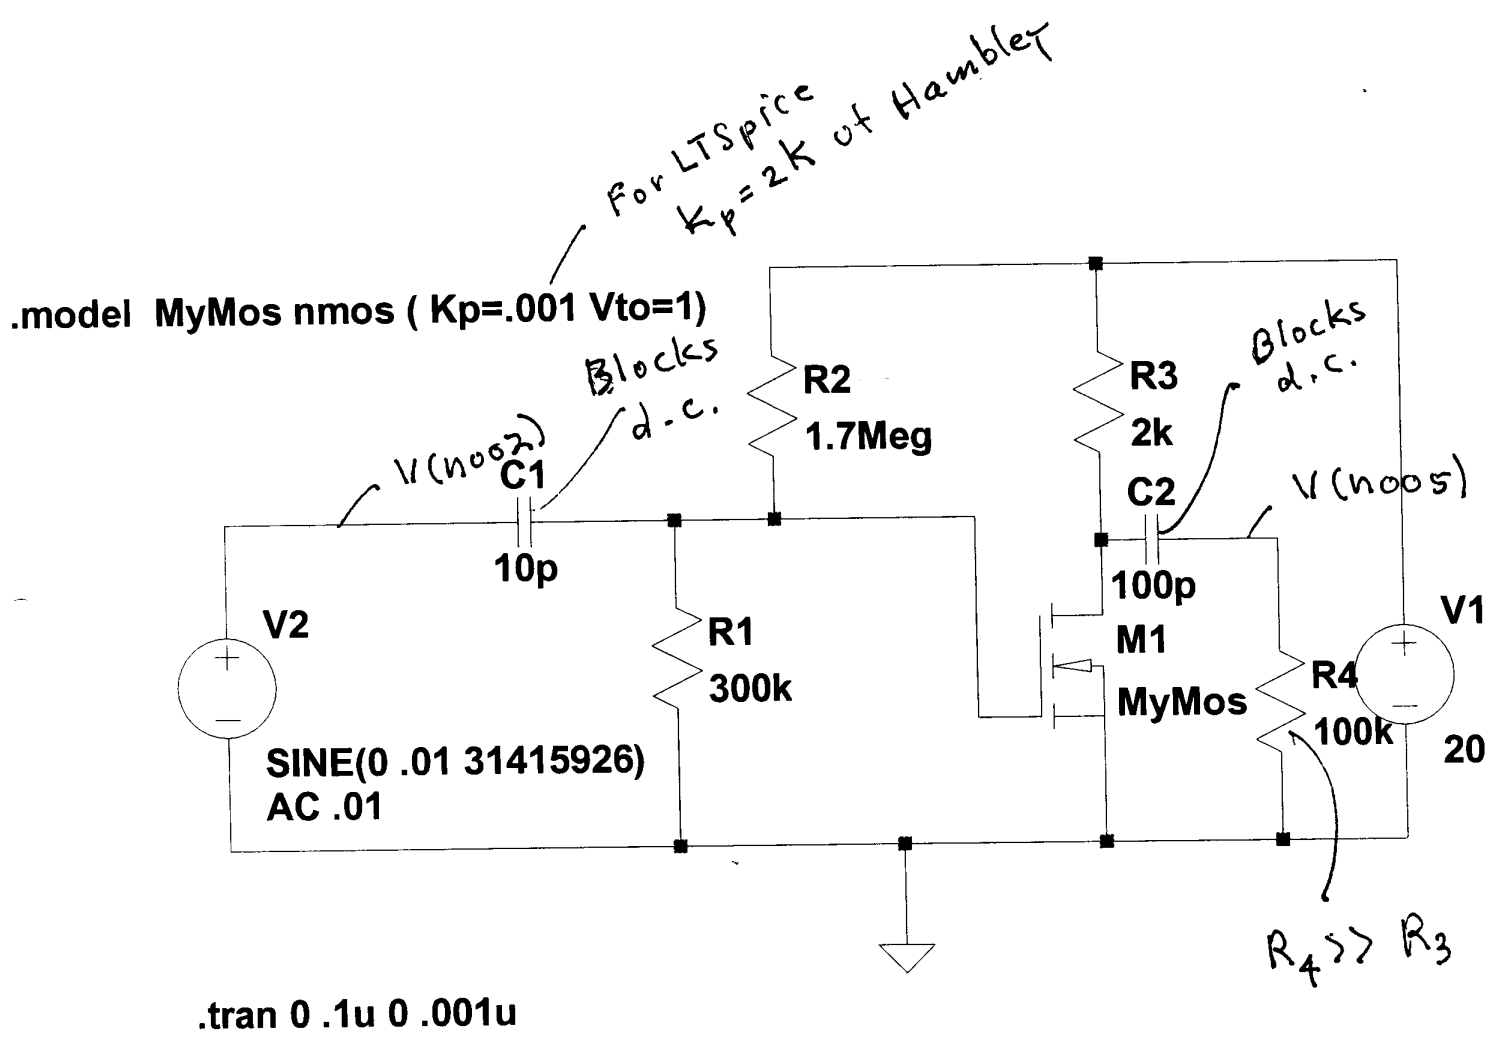 For LTSpice
Kp = 2K of Hambley
.model MyMos nmos ( Kp=.001 Vto=1)
Blocks
d.c.
Blocks
d.c.
R2
1.7Meg
R3
2k
V(n002)
C1
10p
C2
100p
V(n005)
V2
R1
300k
M1
MyMos
R4
100k
V1
20
SINE(0 .01 31415926)
AC .01
R4 >> R3
.tran 0 .1u 0 .001u